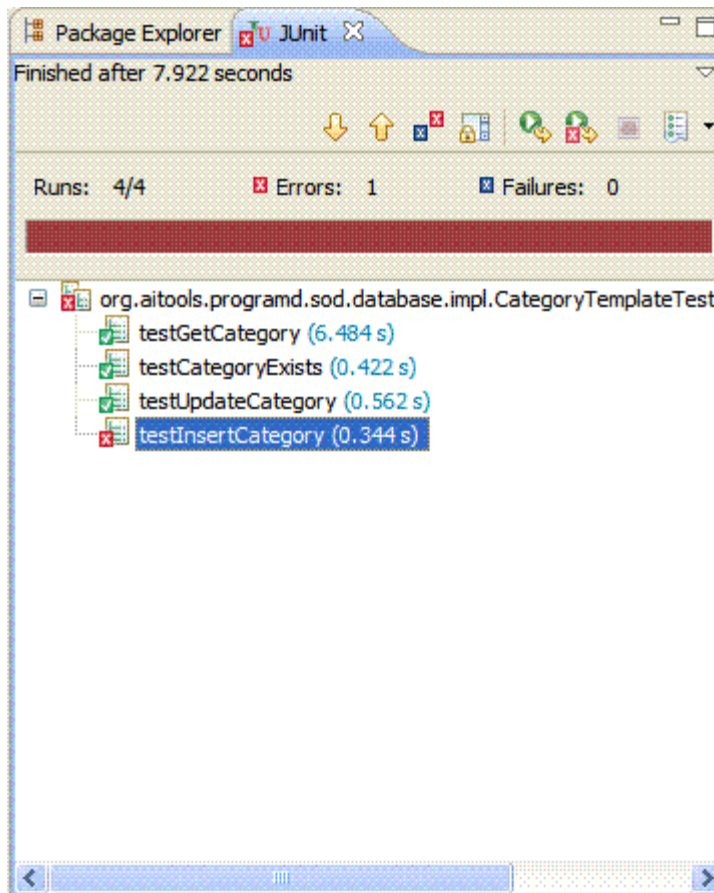 Package Explorer JUnit
Finished after 7.922 seconds
Runs: 4/4 Errors: 1 Failures: 0
org.aitools.programd.sod.database.impl.CategoryTemplateTest
testGetCategory (6.484 s)
testCategoryExists (0.422 s)
testUpdateCategory (0.562 s)
testInsertCategory (0.344 s)